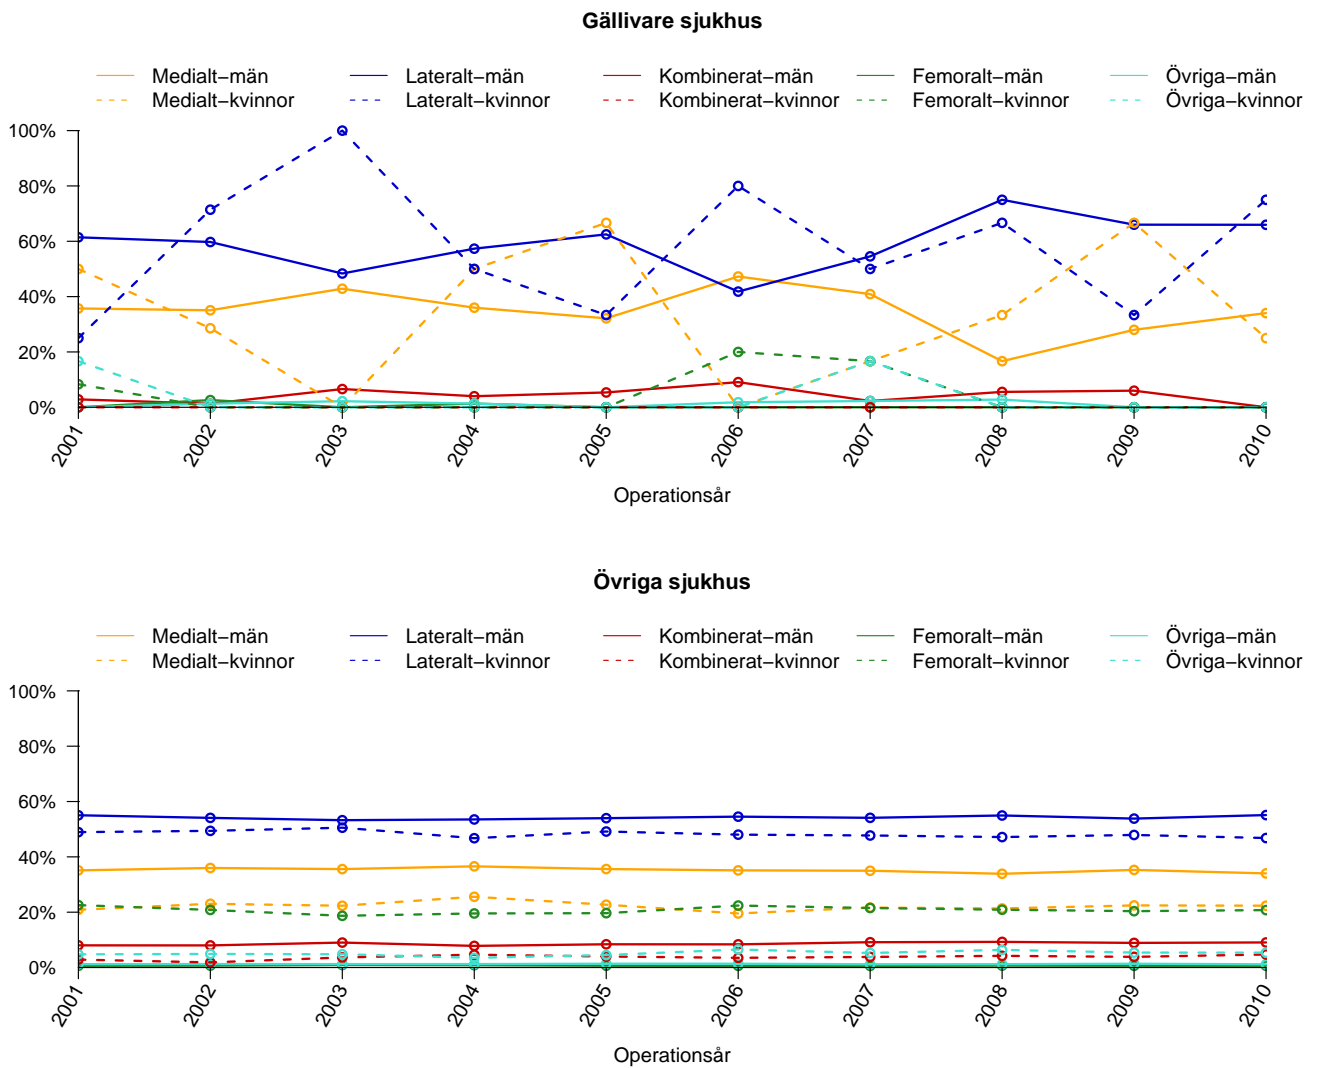 Gällivare sjukhus
Medialt−män Lateralt−män Kombinerat−män Femoralt−män Övriga−män
Medialt−kvinnor Lateralt−kvinnor Kombinerat−kvinnor Femoralt−kvinnor Övriga−kvinnor
100%
80%
60%
40%
20%
0%
2001 2002 2003 2004 2005 2006 2007 2008 2009 2010
Operationsår
Övriga sjukhus
Medialt−män Lateralt−män Kombinerat−män Femoralt−män Övriga−män
Medialt−kvinnor Lateralt−kvinnor Kombinerat−kvinnor Femoralt−kvinnor Övriga−kvinnor
100%
80%
60%
40%
20%
0%
2001 2002 2003 2004 2005 2006 2007 2008 2009 2010
Operationsår